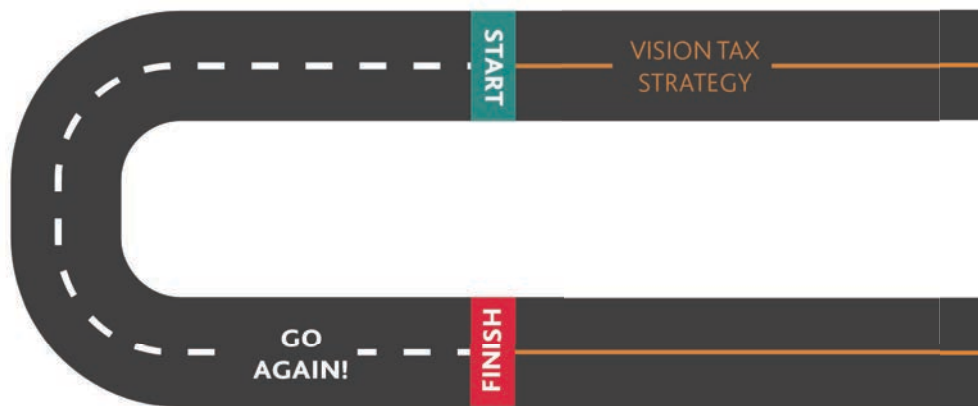 START
VISION TAX
STRATEGY
GO
AGAIN!
FINISH